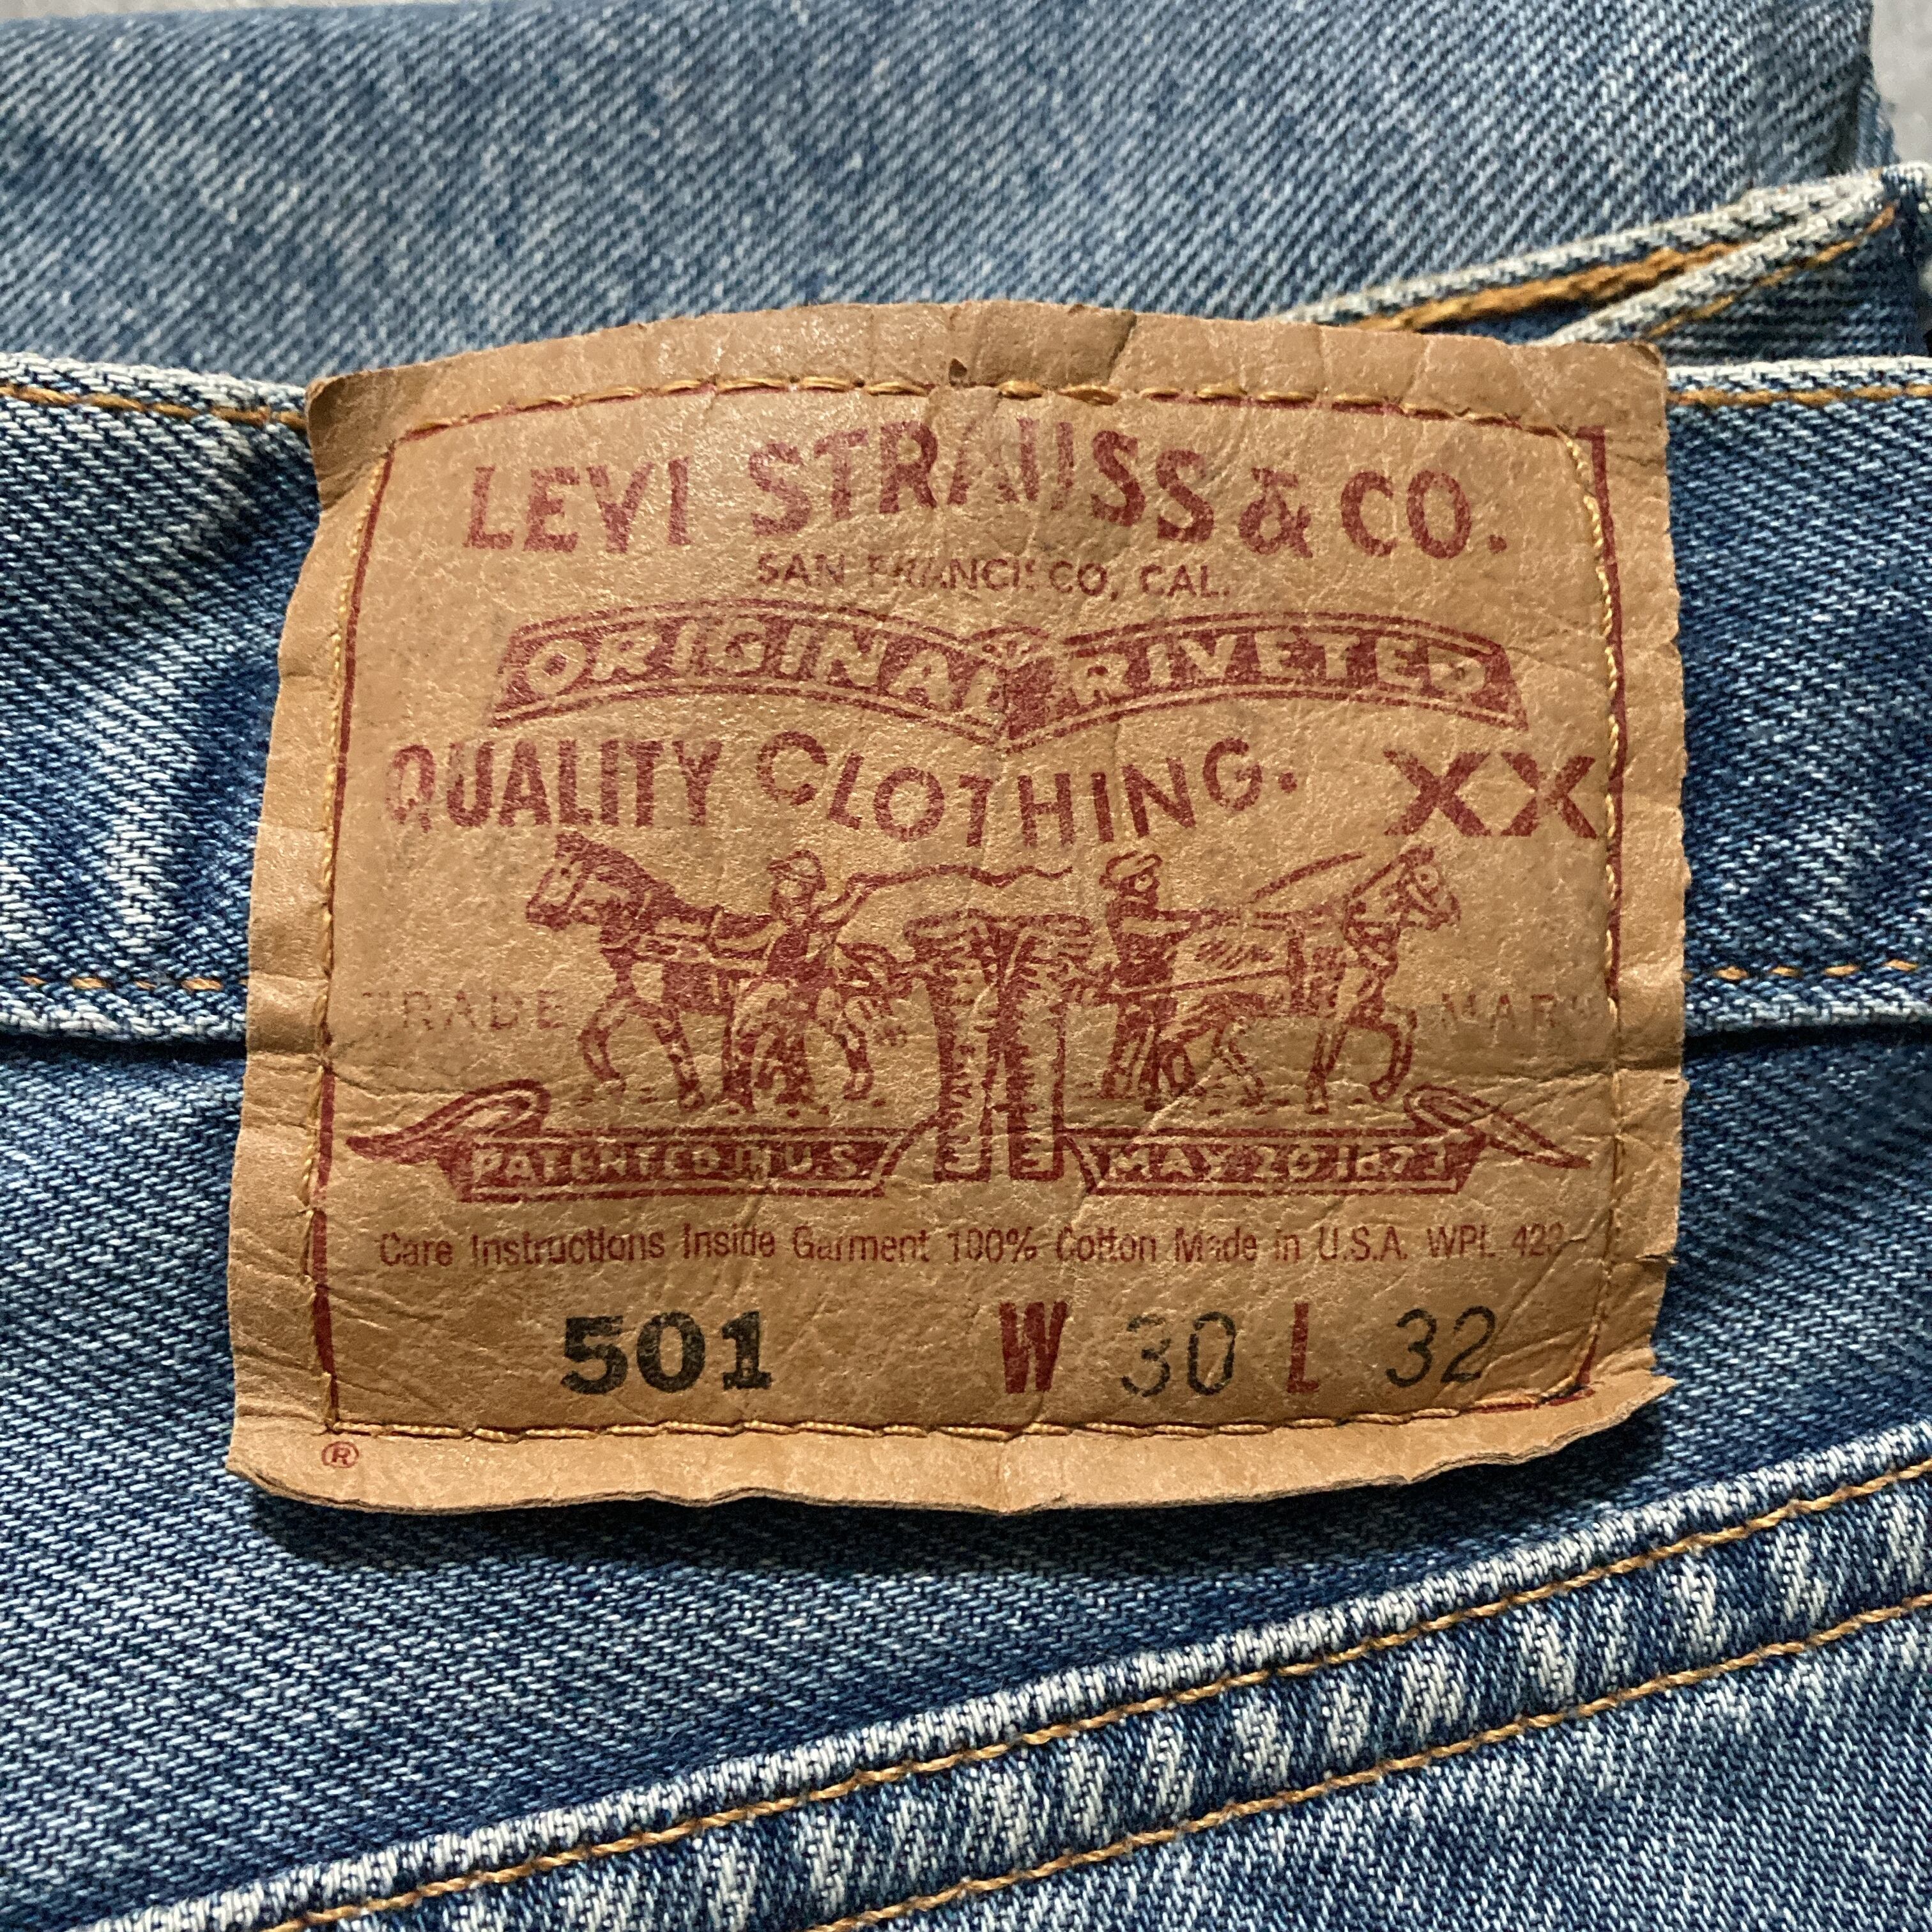 LEVI STRAUSS & CO.
SAN FRANCISCO, CAL.
ORIGINAL RIVETED
QUALITY CLOTHING. XX
TRADE MARK
PATENTED IN U.S. MAY 20 1873
Care Instructions Inside Garment 100% Cotton Made in U.S.A. WPL
501 W 30 L 32
®